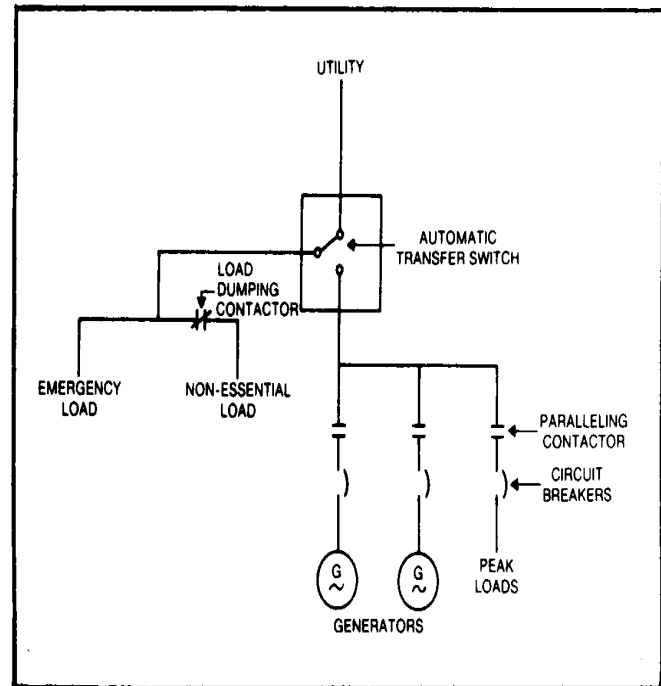 UTILITY
AUTOMATIC
TRANSFER SWITCH
LOAD
DUMPING
CONTACTOR
EMERGENCY
LOAD
NON-ESSENTIAL
LOAD
PARALLELING
CONTACTOR
CIRCUIT
BREAKERS
G
G
PEAK
LOADS
GENERATORS